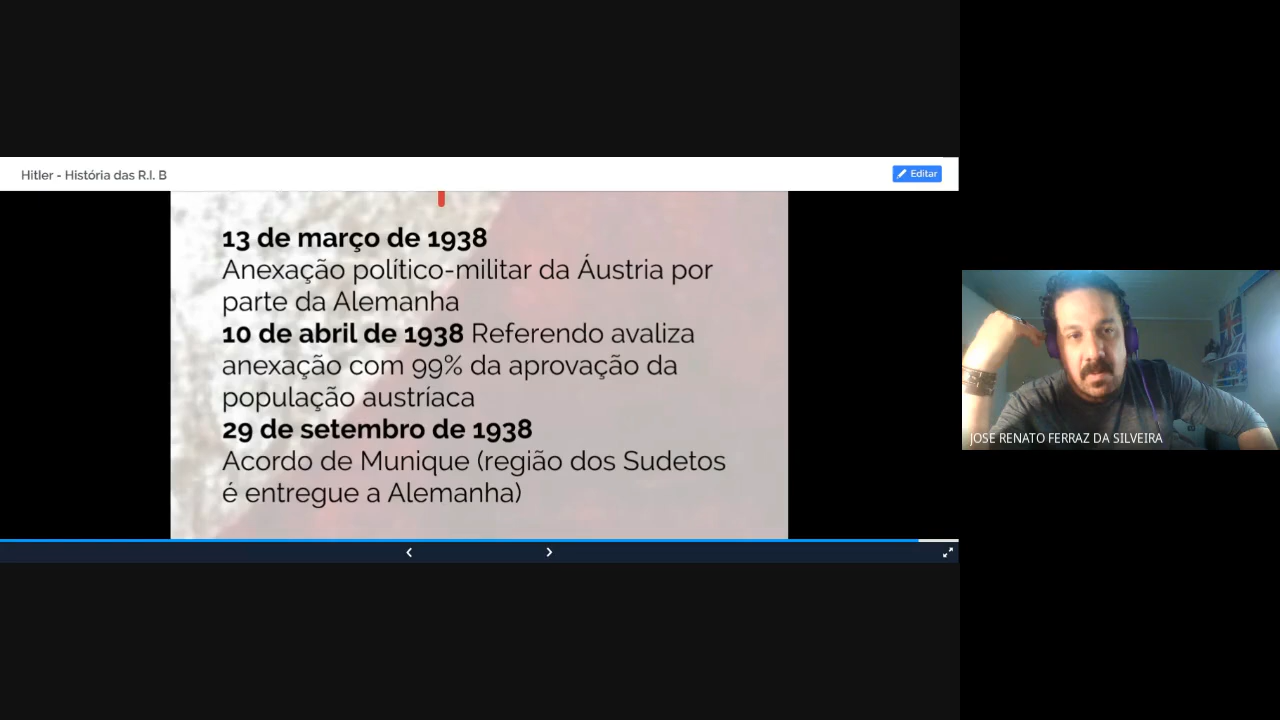 Hitler - História das R.I. B
Editar
13 de março de 1938
Anexação político-militar da Áustria por
parte da Alemanha
10 de abril de 1938 Referendo avaliza
anexação com 99% da aprovação da
população austríaca
29 de setembro de 1938
Acordo de Munique (região dos Sudetos
é entregue a Alemanha)
JOSE RENATO FERRAZ DA SILVEIRA